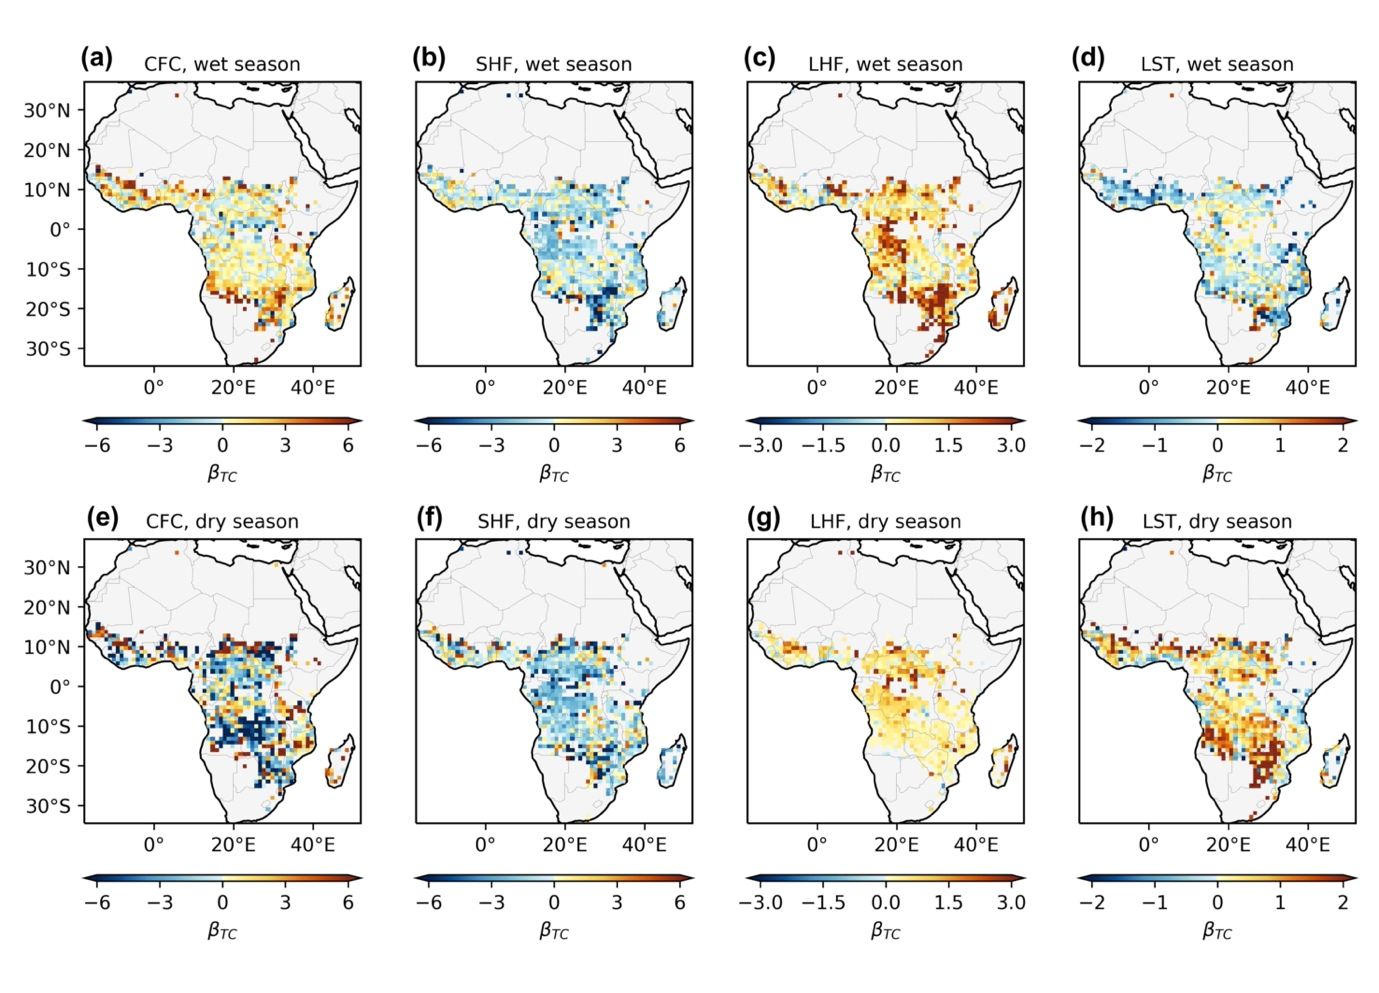 (a) CFC, wet season
(b) SHF, wet season
(c) LHF, wet season
(d) LST, wet season
30°N
20°N
10°N
0°
10°S
20°S
30°S
0° 20°E 40°E
0° 20°E 40°E
0° 20°E 40°E
0° 20°E 40°E
−6 −3 0 3 6
−6 −3 0 3 6
−3.0 −1.5 0.0 1.5 3.0
−2 −1 0 1 2
βTC
βTC
βTC
βTC
(e) CFC, dry season
(f) SHF, dry season
(g) LHF, dry season
(h) LST, dry season
30°N
20°N
10°N
0°
10°S
20°S
30°S
0° 20°E 40°E
0° 20°E 40°E
0° 20°E 40°E
0° 20°E 40°E
−6 −3 0 3 6
−6 −3 0 3 6
−3.0 −1.5 0.0 1.5 3.0
−2 −1 0 1 2
βTC
βTC
βTC
βTC